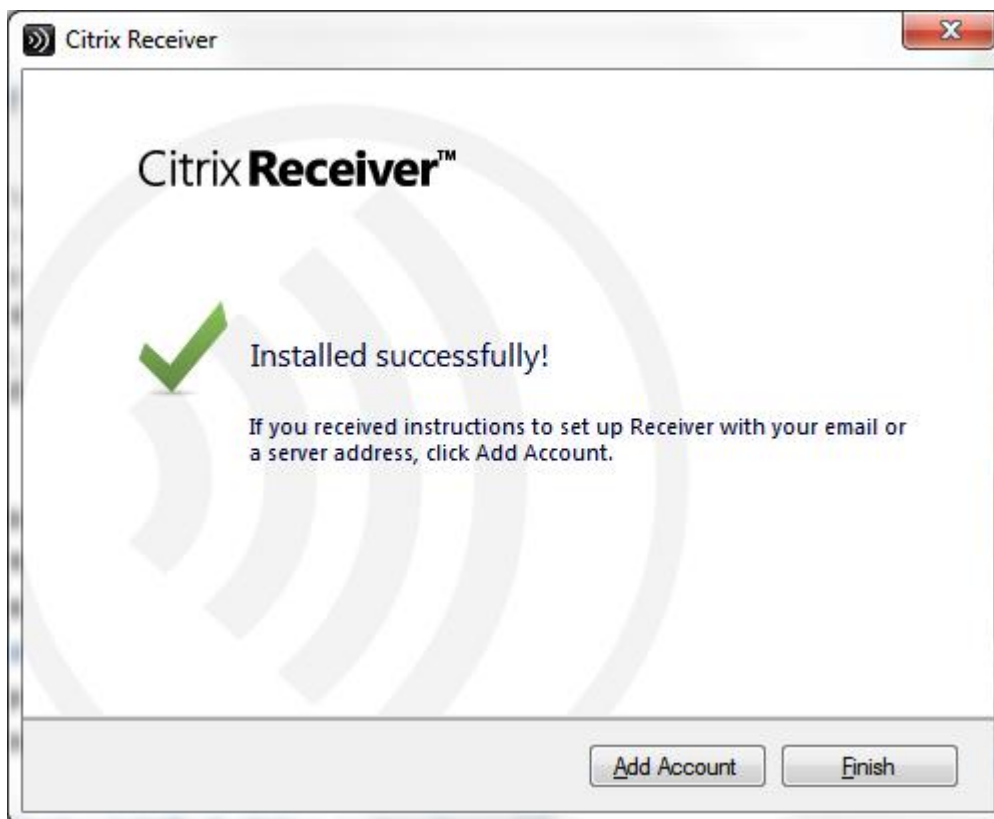 Citrix Receiver
Citrix Receiver™
Installed successfully!
If you received instructions to set up Receiver with your email or
a server address, click Add Account.
Add Account
Finish